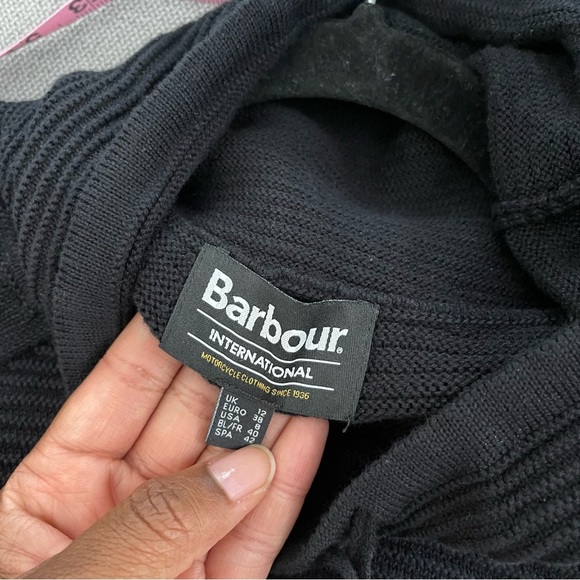 Barbour
INTERNATIONAL
MOTORCYCLE CLOTHING SINCE 1936
UK 12
EURO 38
USA 8
BL/FR 40
SPA 42